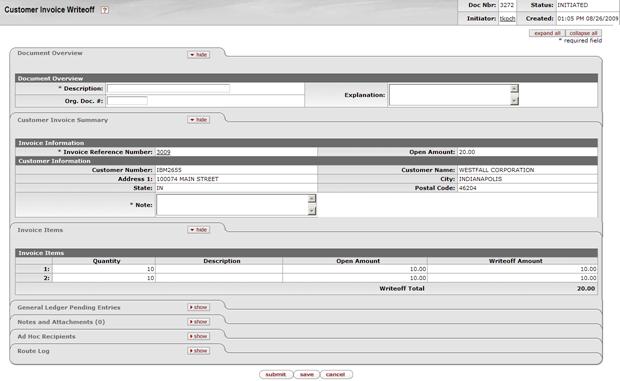 Customer Invoice Writeoff ?
Doc Nbr: 3272 Status: INITIATED
Initiator: tkoch Created: 01:05 PM 08/26/2009
expand all collapse all
* required field
Document Overview hide
Document Overview
* Description: Explanation:
Org. Doc. #:
Customer Invoice Summary hide
Invoice Information
* Invoice Reference Number: 3009 Open Amount: 20.00
Customer Information
Customer Number: IBM2655 Customer Name: WESTFALL CORPORATION
Address 1: 100074 MAIN STREET City: INDIANAPOLIS
State: IN Postal Code: 46204
* Note:
Invoice Items hide
Invoice Items
Quantity Description Open Amount Writeoff Amount
1: 10 10.00 10.00
2: 10 10.00 10.00
Writeoff Total 20.00
General Ledger Pending Entries show
Notes and Attachments (0) show
Ad Hoc Recipients show
Route Log show
submit save cancel